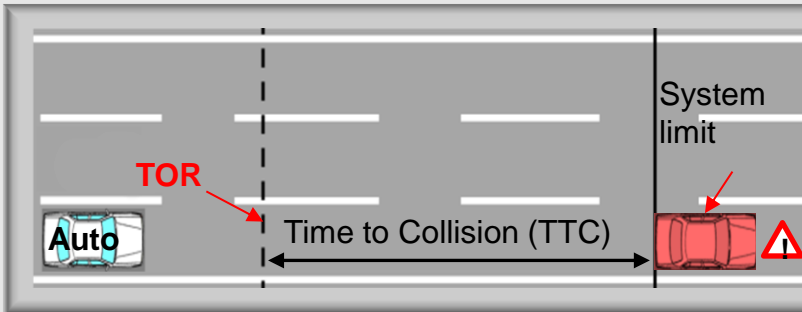 System
limit
TOR
Auto
Time to Collision (TTC)
!